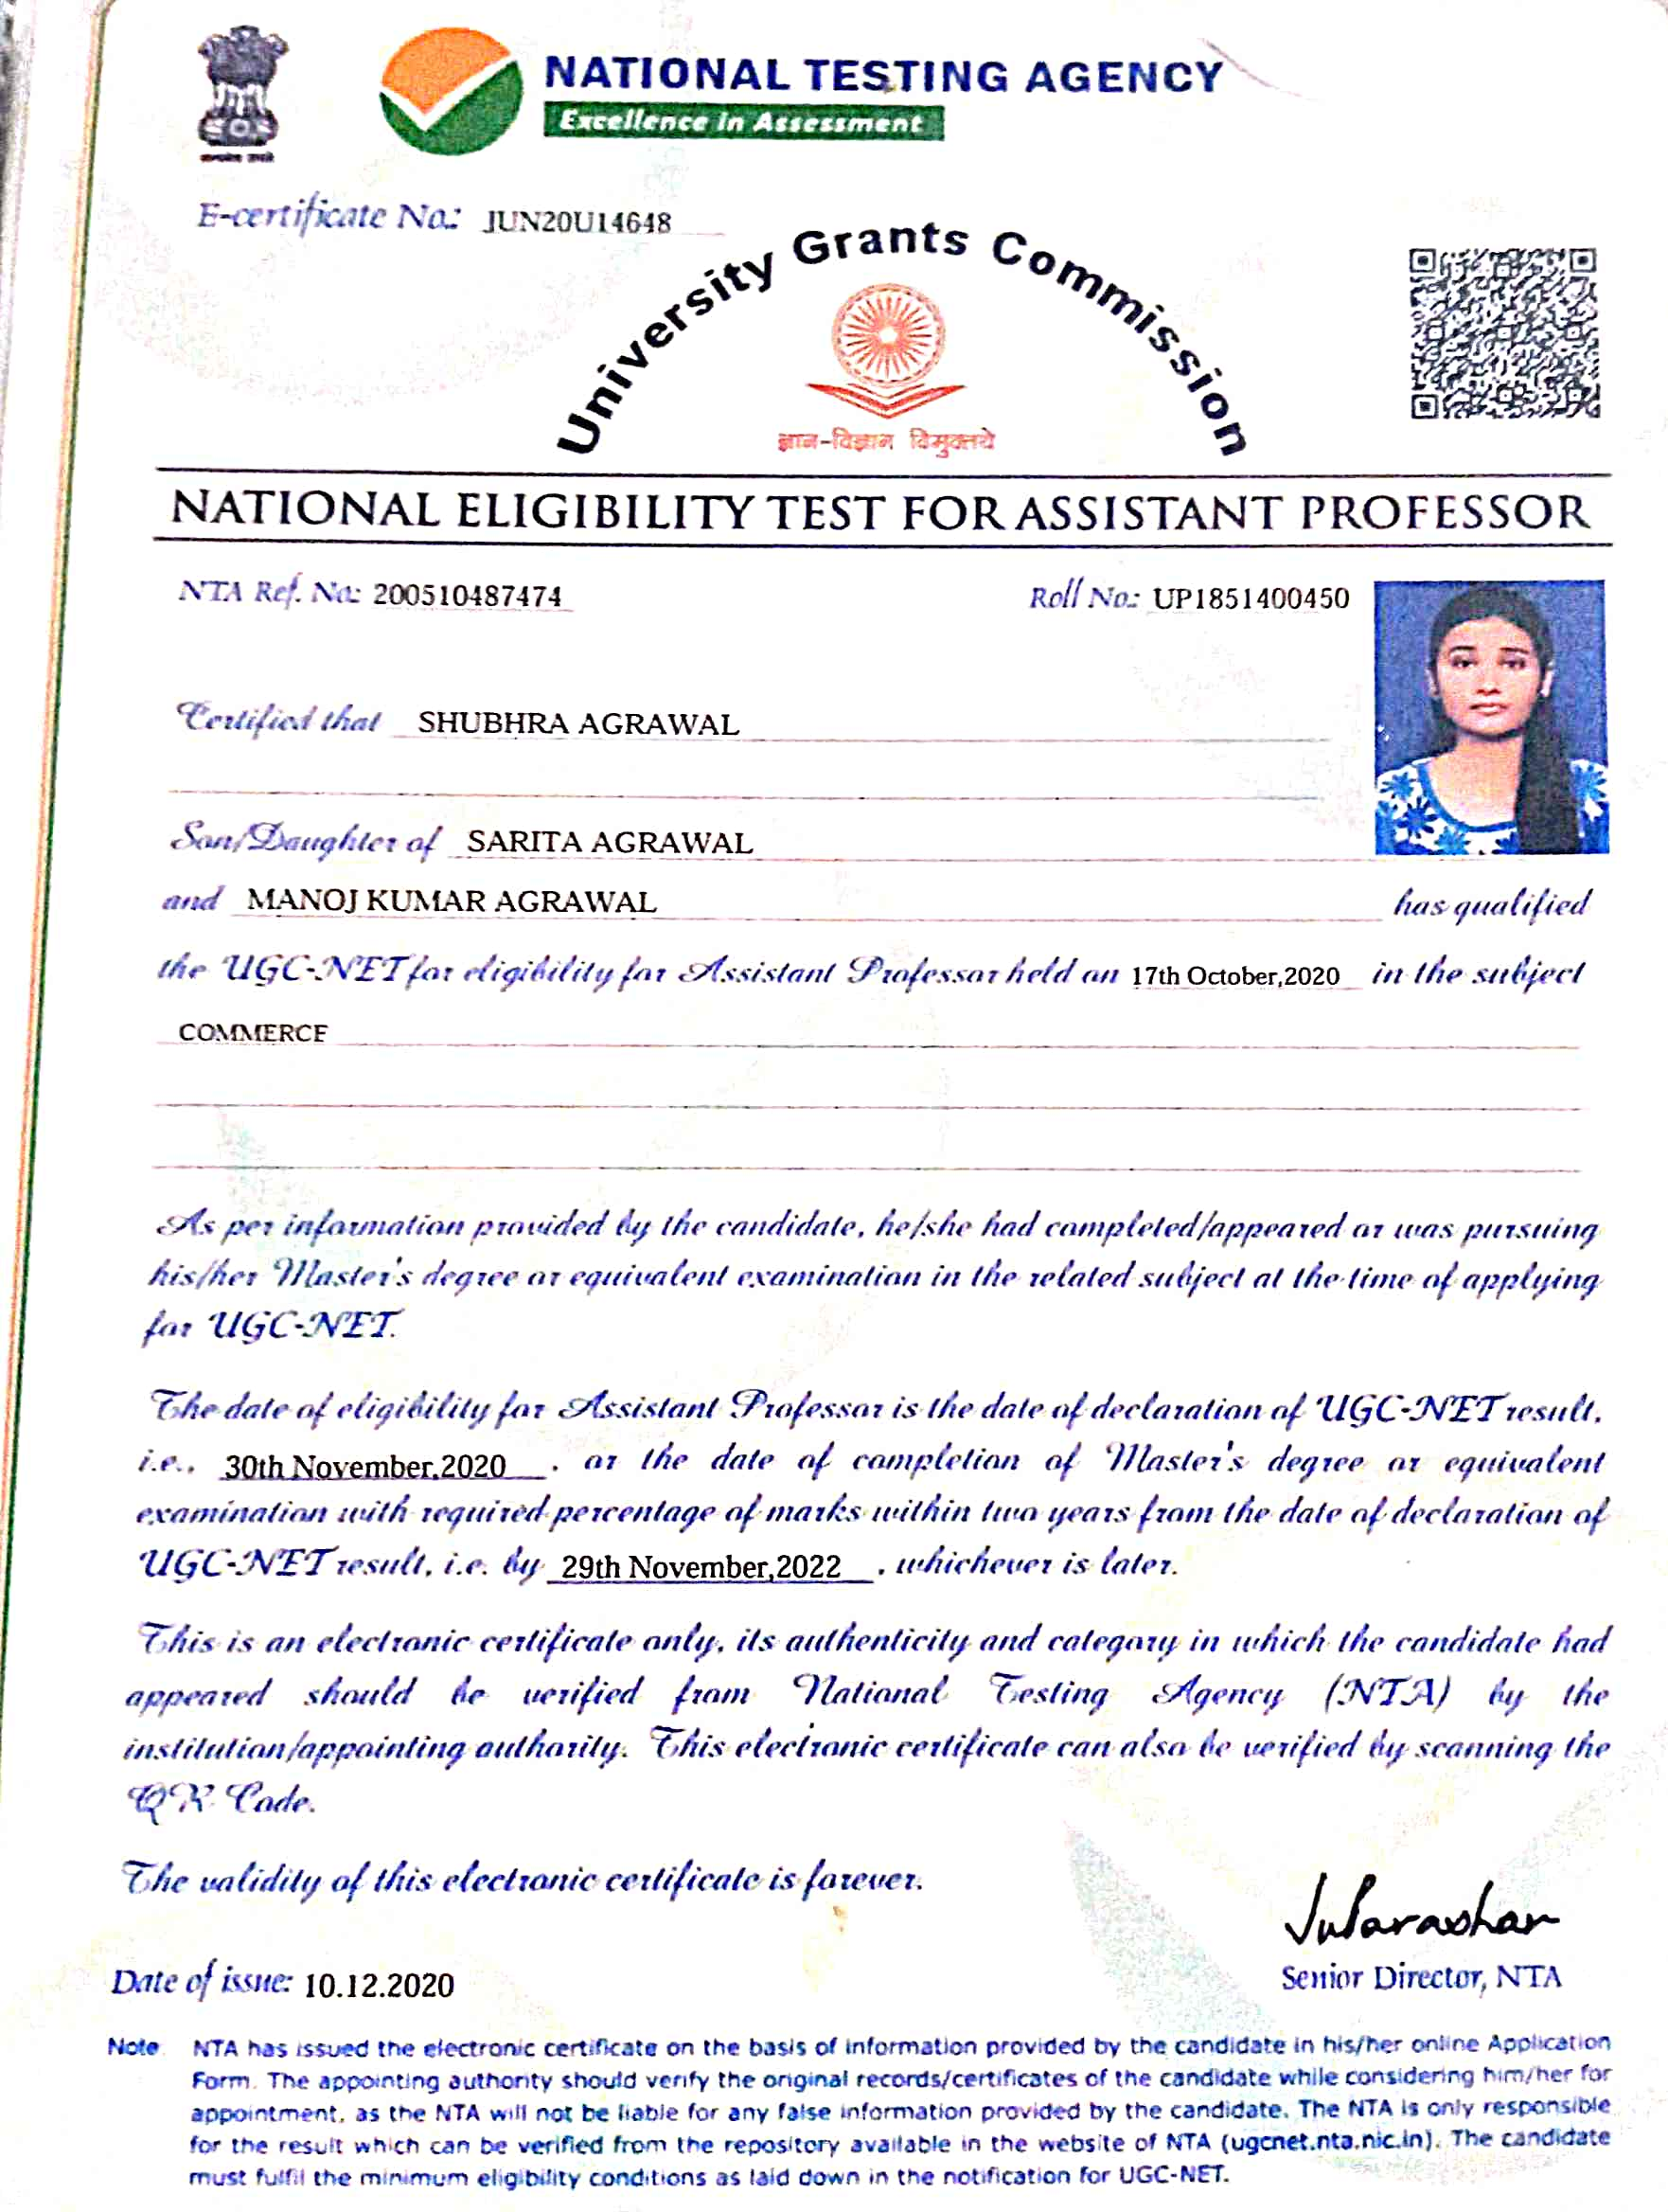 NATIONAL TESTING AGENCY
Excellence in Assessment
E-certificate No.: JUN20U14648
University Grants Commission
ज्ञान-विज्ञान विमुक्तये
NATIONAL ELIGIBILITY TEST FOR ASSISTANT PROFESSOR
NTA Ref. No.: 200510487474 Roll No.: UP1851400450
Certified that SHUBHRA AGRAWAL
Son/Daughter of SARITA AGRAWAL
and MANOJ KUMAR AGRAWAL has qualified
the UGC-NET for eligibility for Assistant Professor held on 17th October,2020 in the subject
COMMERCE
As per information provided by the candidate, he/she had completed/appeared or was pursuing
his/her Master's degree or equivalent examination in the related subject at the time of applying
for UGC-NET.
The date of eligibility for Assistant Professor is the date of declaration of UGC-NET result,
i.e., 30th November,2020 , or the date of completion of Master's degree or equivalent
examination with required percentage of marks within two years from the date of declaration of
UGC-NET result, i.e. by 29th November,2022 , whichever is later.
This is an electronic certificate only, its authenticity and category in which the candidate had
appeared should be verified from National Testing Agency (NTA) by the
institution/appointing authority. This electronic certificate can also be verified by scanning the
QR Code.
The validity of this electronic certificate is forever.
Date of issue: 10.12.2020
Senior Director, NTA
Note NTA has issued the electronic certificate on the basis of information provided by the candidate in his/her online Application
Form. The appointing authority should verify the original records/certificates of the candidate while considering him/her for
appointment, as the NTA will not be liable for any false information provided by the candidate. The NTA is only responsible
for the result which can be verified from the repository available in the website of NTA (ugcnet.nta.nic.in). The candidate
must fulfil the minimum eligibility conditions as laid down in the notification for UGC-NET.